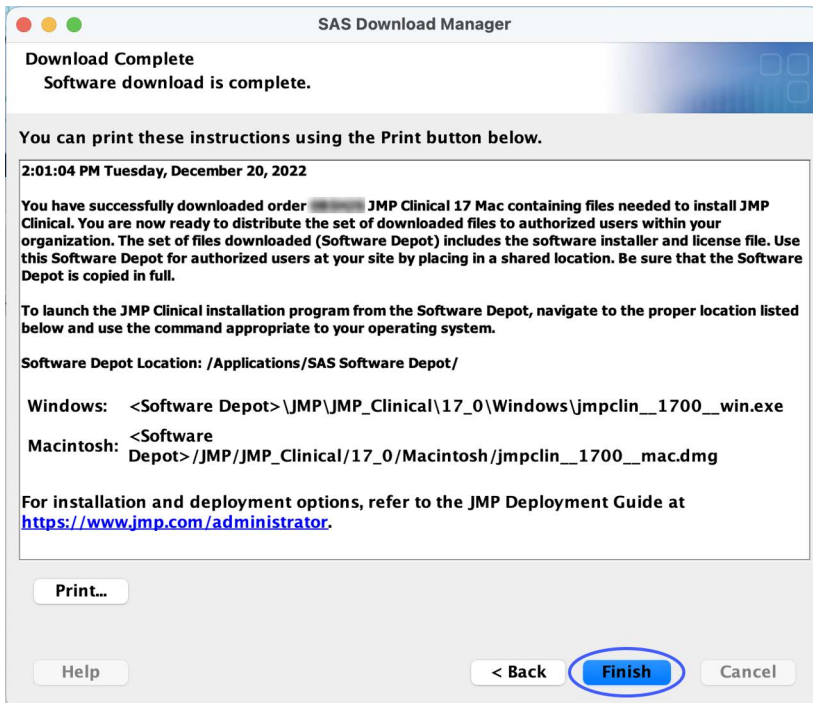 SAS Download Manager
Download Complete
Software download is complete.
You can print these instructions using the Print button below.
2:01:04 PM Tuesday, December 20, 2022
You have successfully downloaded order JMP Clinical 17 Mac containing files needed to install JMP
Clinical. You are now ready to distribute the set of downloaded files to authorized users within your
organization. The set of files downloaded (Software Depot) includes the software installer and license file. Use
this Software Depot for authorized users at your site by placing in a shared location. Be sure that the Software
Depot is copied in full.
To launch the JMP Clinical installation program from the Software Depot, navigate to the proper location listed
below and use the command appropriate to your operating system.
Software Depot Location: /Applications/SAS Software Depot/
Windows: <Software Depot>\JMP\JMP_Clinical\17_0\Windows\jmpclin__1700__win.exe
Macintosh: <Software
Depot>/JMP/JMP_Clinical/17_0/Macintosh/jmpclin__1700__mac.dmg
For installation and deployment options, refer to the JMP Deployment Guide at
https://www.jmp.com/administrator.
Print...
Help < Back Finish Cancel